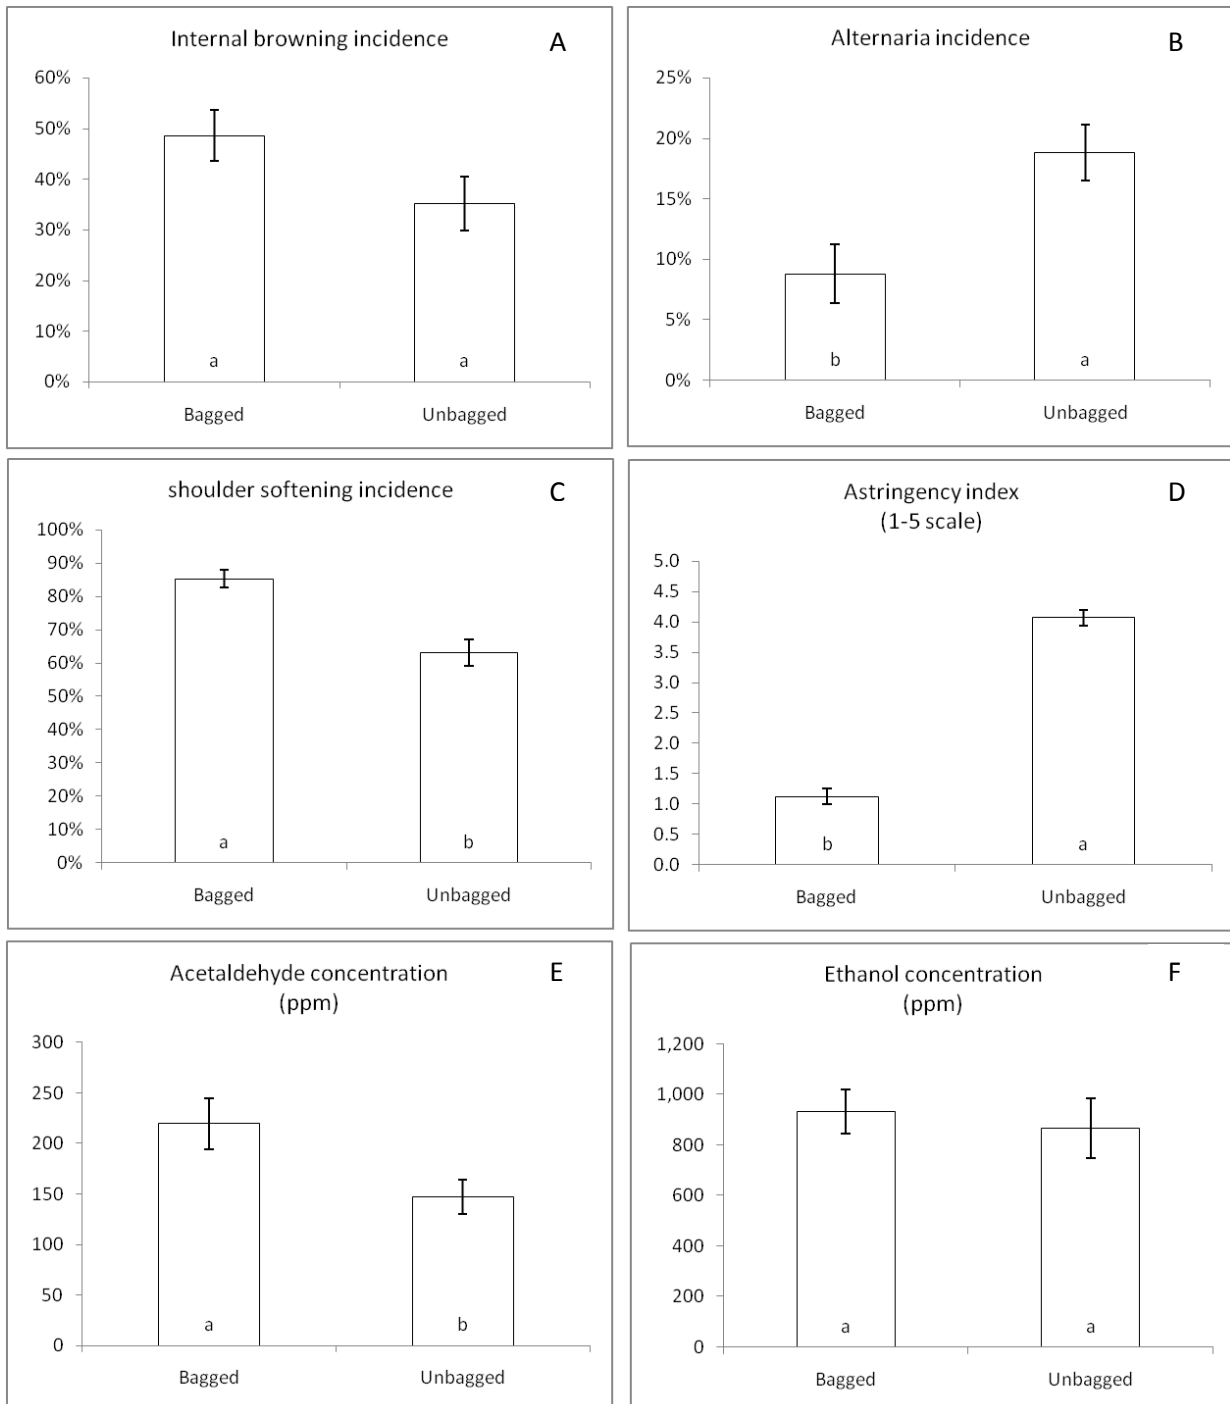 Internal browning incidence
A
60%
50%
40%
30%
20%
10%
0%
a
a
Bagged
Unbagged
Alternaria incidence
B
25%
20%
15%
10%
5%
0%
b
a
Bagged
Unbagged
shoulder softening incidence
C
100%
90%
80%
70%
60%
50%
40%
30%
20%
10%
0%
a
b
Bagged
Unbagged
Astringency index
(1-5 scale)
D
5.0
4.5
4.0
3.5
3.0
2.5
2.0
1.5
1.0
0.5
0.0
b
a
Bagged
Unbagged
Acetaldehyde concentration
(ppm)
E
300
250
200
150
100
50
0
a
b
Bagged
Unbagged
Ethanol concentration
(ppm)
F
1,200
1,000
800
600
400
200
0
a
a
Bagged
Unbagged